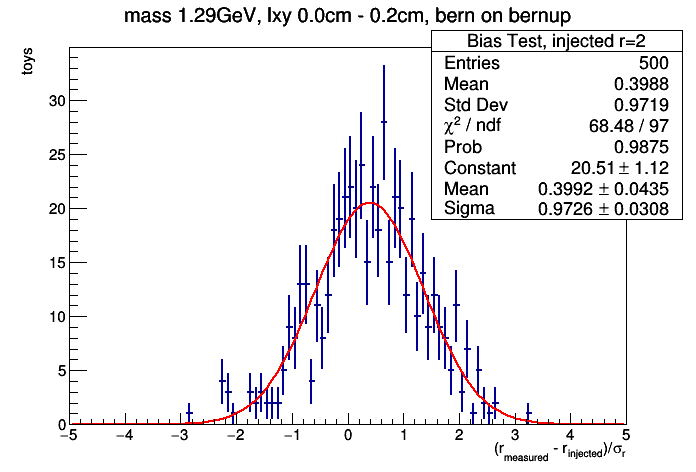 mass 1.29GeV, lxy 0.0cm - 0.2cm, bern on bernup
toys
Bias Test, injected r=2
Entries 500
Mean 0.3988
Std Dev 0.9719
χ² / ndf 68.48 / 97
Prob 0.9875
Constant 20.51 ± 1.12
Mean 0.3992 ± 0.0435
Sigma 0.9726 ± 0.0308
30
25
20
15
10
5
0
−5 −4 −3 −2 −1 0 1 2 3 4 5
(r_measured - r_injected)/σ_r